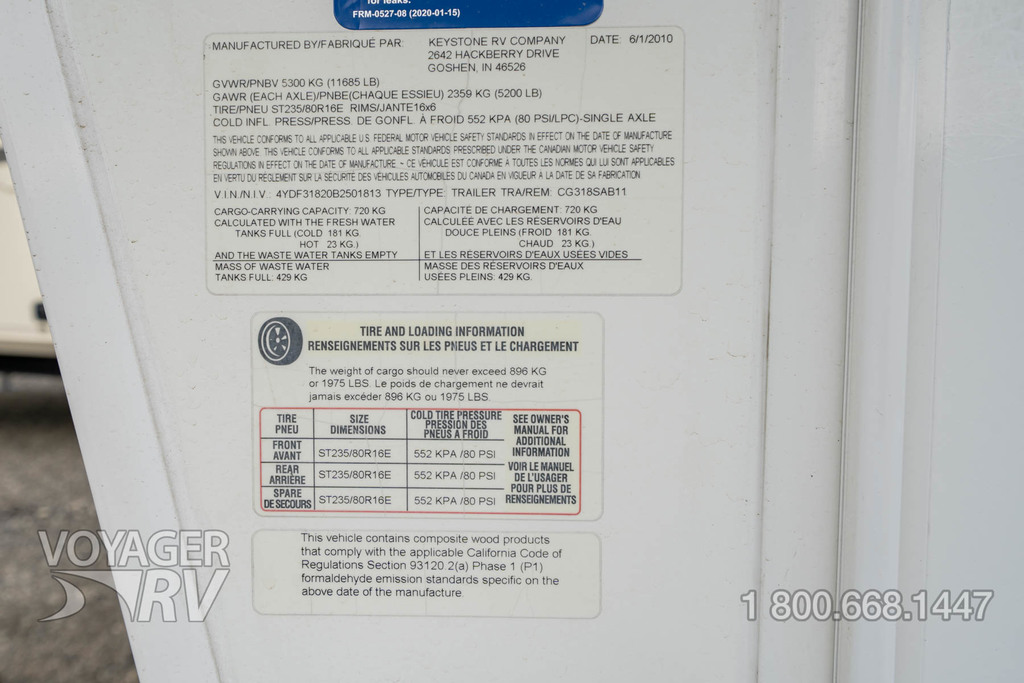 for leaks.
FRM-0527-08 (2020-01-15)
MANUFACTURED BY/FABRIQUÉ PAR: KEYSTONE RV COMPANY DATE: 6/1/2010
2642 HACKBERRY DRIVE
GOSHEN, IN 46526
GVWR/PNBV 5300 KG (11685 LB)
GAWR (EACH AXLE)/PNBE(CHAQUE ESSIEU) 2359 KG (5200 LB)
TIRE/PNEU ST235/80R16E RIMS/JANTE16x6
COLD INFL. PRESS/PRESS. DE GONFL. À FROID 552 KPA (80 PSI/LPC)-SINGLE AXLE
THIS VEHICLE CONFORMS TO ALL APPLICABLE U.S. FEDERAL MOTOR VEHICLE SAFETY STANDARDS IN EFFECT ON THE DATE OF MANUFACTURE
SHOWN ABOVE. THIS VEHICLE CONFORMS TO ALL APPLICABLE STANDARDS PRESCRIBED UNDER THE CANADIAN MOTOR VEHICLE SAFETY
REGULATIONS IN EFFECT ON THE DATE OF MANUFACTURE. - CE VÉHICULE EST CONFORME À TOUTES LES NORMES QUI LUI SONT APPLICABLES
EN VERTU DU RÈGLEMENT SUR LA SÉCURITÉ DES VÉHICULES AUTOMOBILES DU CANADA EN VIGUEUR À LA DATE DE SA FABRICATION
V.I.N./N.I.V.: 4YDF31820B2501813 TYPE/TYPE: TRAILER TRA/REM: CG318SAB11
CARGO-CARRYING CAPACITY: 720 KG
CALCULATED WITH THE FRESH WATER
TANKS FULL (COLD 181 KG.
HOT 23 KG.)
AND THE WASTE WATER TANKS EMPTY
MASS OF WASTE WATER
TANKS FULL: 429 KG
CAPACITÉ DE CHARGEMENT: 720 KG
CALCULÉE AVEC LES RÉSERVOIRS D'EAU
DOUCE PLEINS (FROID 181 KG.
CHAUD 23 KG.)
ET LES RÉSERVOIRS D'EAUX USÉES VIDES
MASSE DES RÉSERVOIRS D'EAUX
USÉES PLEINS: 429 KG.
TIRE AND LOADING INFORMATION
RENSEIGNEMENTS SUR LES PNEUS ET LE CHARGEMENT
The weight of cargo should never exceed 896 KG
or 1975 LBS. Le poids de chargement ne devrait
jamais excéder 896 KG ou 1975 LBS.
TIRE
PNEU
SIZE
DIMENSIONS
COLD TIRE PRESSURE
PRESSION DES
PNEUS A FROID
FRONT
AVANT
ST235/80R16E 552 KPA /80 PSI
REAR
ARRIÈRE
ST235/80R16E 552 KPA /80 PSI
SPARE
DE SECOURS
ST235/80R16E 552 KPA /80 PSI
SEE OWNER'S
MANUAL FOR
ADDITIONAL
INFORMATION
VOIR LE MANUEL
DE L'USAGER
POUR PLUS DE
RENSEIGNEMENTS
This vehicle contains composite wood products
that comply with the applicable California Code of
Regulations Section 93120.2(a) Phase 1 (P1)
formaldehyde emission standards specific on the
above date of the manufacture.
VOYAGER
RV
1 800.668.1447